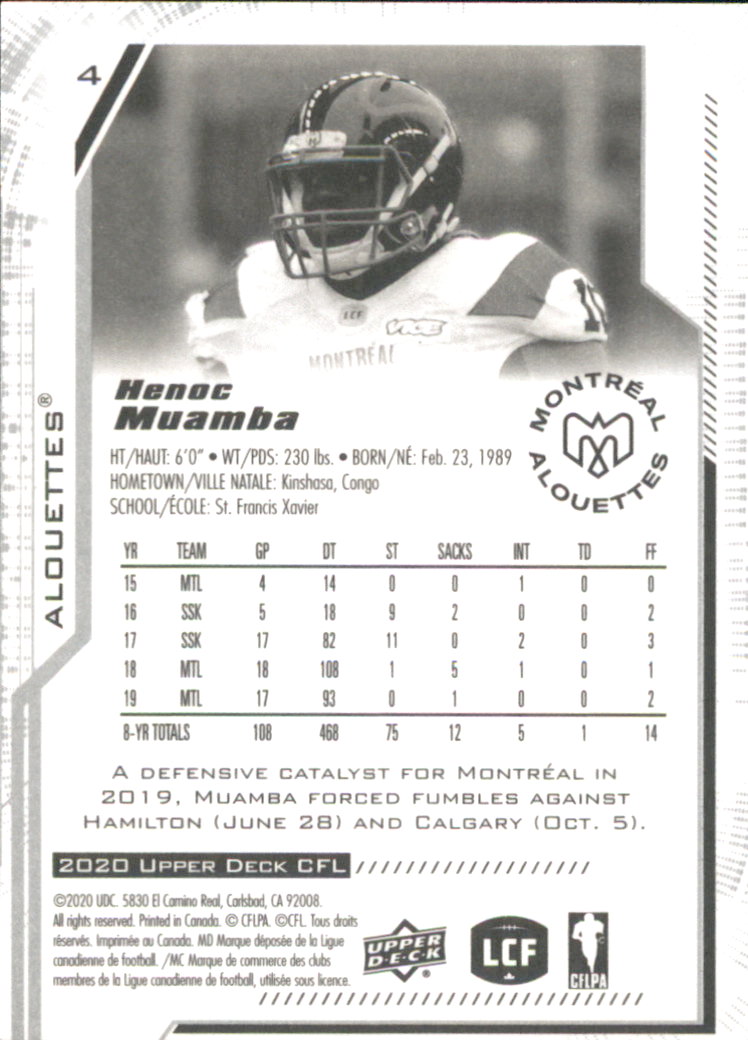 4
LCF
VICE
MONTRÉAL
Henoc
Muamba
MONTRÉAL
ALOUETTES
ALOUETTES®
HT/HAUT: 6'0" • WT/PDS: 230 lbs. • BORN/NÉ: Feb. 23, 1989
HOMETOWN/VILLE NATALE: Kinshasa, Congo
SCHOOL/ÉCOLE: St. Francis Xavier
YR TEAM GP DT ST SACKS INT TD FF
15 MTL 4 14 0 0 1 0 0
16 SSK 5 18 9 2 0 0 2
17 SSK 17 82 11 0 2 0 3
18 MTL 18 108 1 5 1 0 1
19 MTL 17 93 0 1 0 0 2
8-YR TOTALS 108 468 75 12 5 1 14
A DEFENSIVE CATALYST FOR MONTRÉAL IN
2019, MUAMBA FORCED FUMBLES AGAINST
HAMILTON (JUNE 28) AND CALGARY (OCT. 5).
2020 UPPER DECK CFL
©2020 UDC. 5830 El Camino Real, Carlsbad, CA 92008.
All rights reserved. Printed in Canada. © CFLPA. ©CFL. Tous droits
réservés. Imprimée au Canada. MD Marque déposée de la Ligue
canadienne de football. /MC Marque de commerce des clubs
membres de la Ligue canadienne de football, utilisée sous licence.
UPPER
D·E·C·K®
LCF
CFLPA